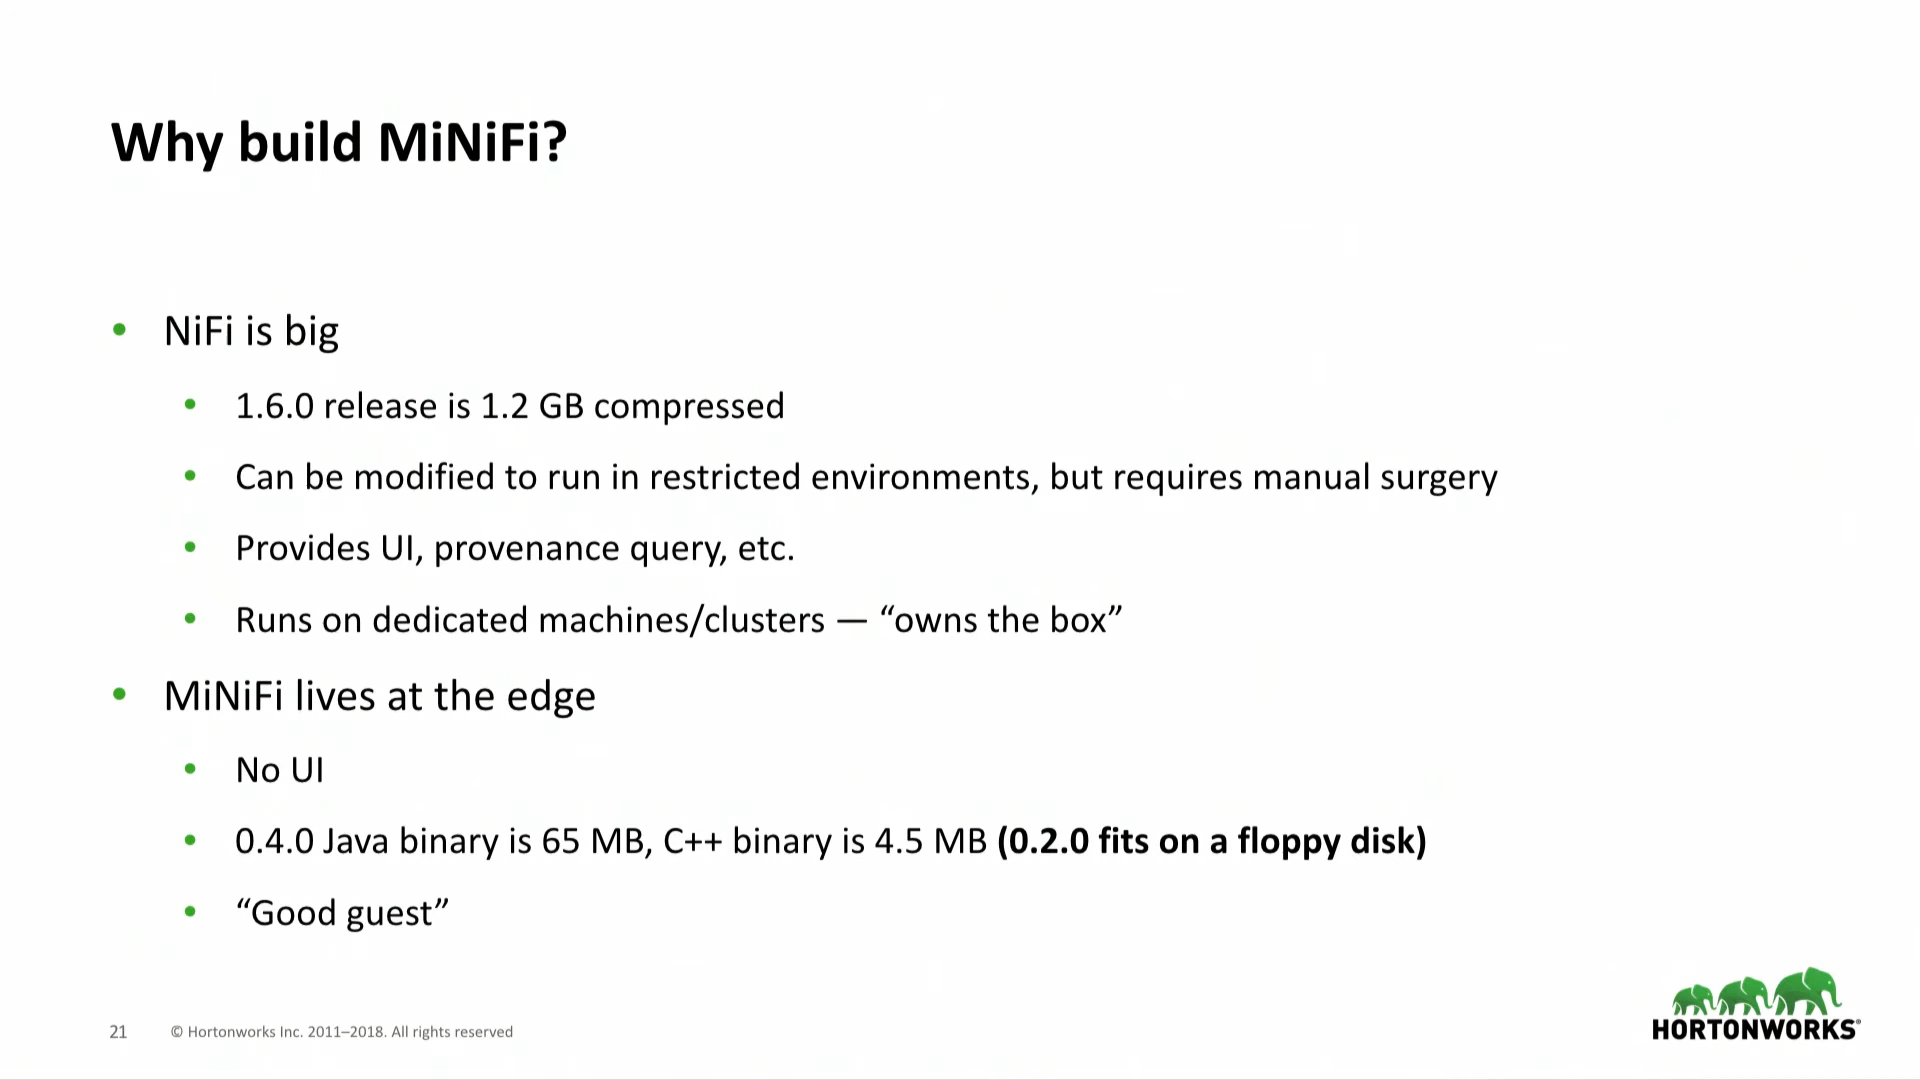 Why build MiNiFi?
• NiFi is big
• 1.6.0 release is 1.2 GB compressed
• Can be modified to run in restricted environments, but requires manual surgery
• Provides UI, provenance query, etc.
• Runs on dedicated machines/clusters — “owns the box”
• MiNiFi lives at the edge
• No UI
• 0.4.0 Java binary is 65 MB, C++ binary is 4.5 MB (0.2.0 fits on a floppy disk)
• “Good guest”
21 © Hortonworks Inc. 2011–2018. All rights reserved
HORTONWORKS®